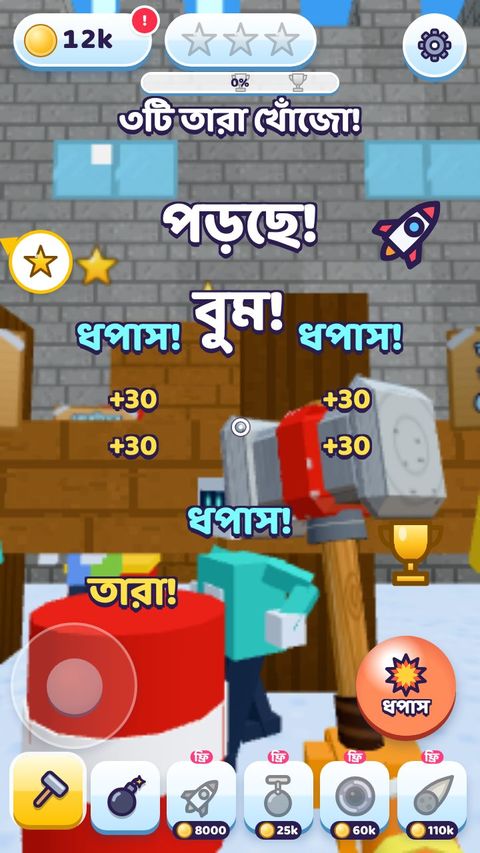 12k
!
0%
৩টি তারা খোঁজো!
পড়ছে!
বুম!
ধপাস! ধপাস!
+30 +30
+30 +30
ধপাস!
তারা!
ধপাস
ফ্রি ফ্রি ফ্রি ফ্রি
8000 25k 60k 110k